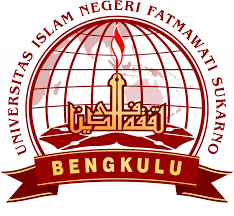 UNIVERSITAS ISLAM NEGERI FATMAWATI SUKARNO
BENGKULU